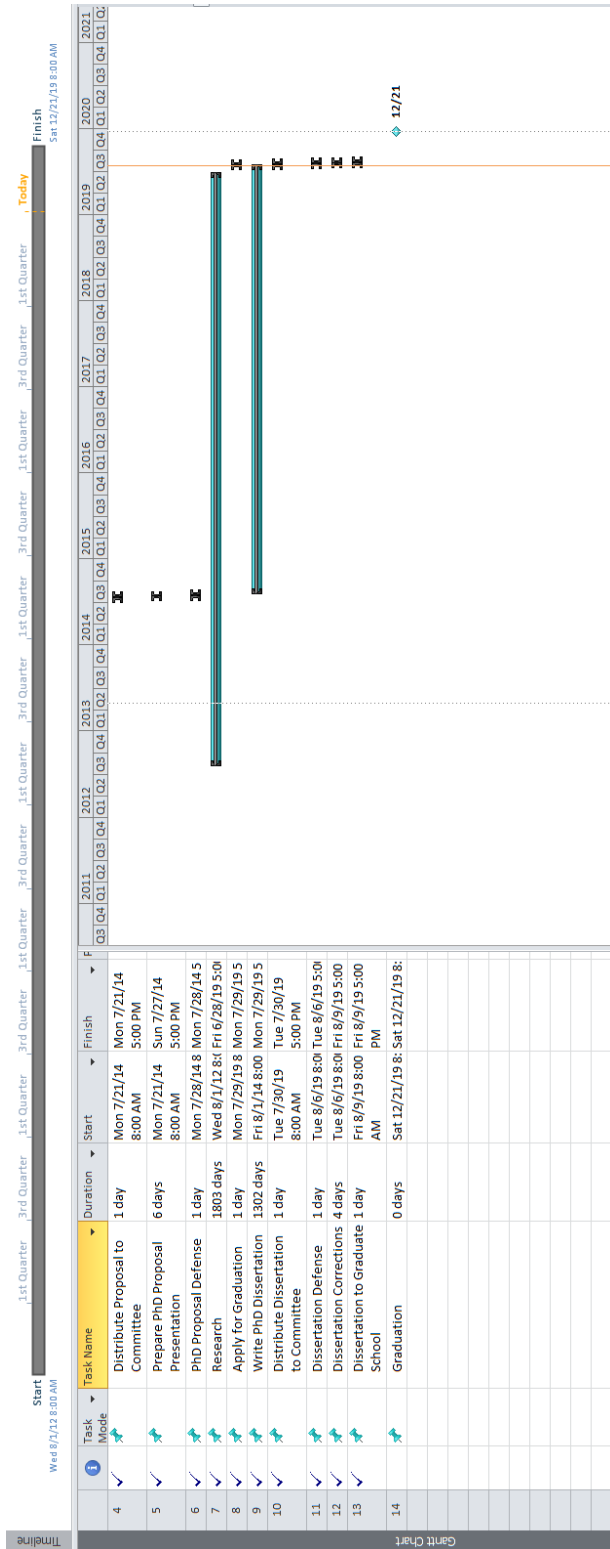 Timeline
1st Quarter 3rd Quarter 1st Quarter 3rd Quarter 1st Quarter 3rd Quarter 1st Quarter 3rd Quarter 1st Quarter 3rd Quarter 1st Quarter 3rd Quarter 1st Quarter Today
Start
Wed 8/1/12 8:00 AM
Finish
Sat 12/21/19 8:00 AM
Gantt Chart
Task Mode Task Name Duration Start Finish
2011 2012 2013 2014 2015 2016 2017 2018 2019 2020 2021
Q3 Q4 Q1 Q2 Q3 Q4 Q1 Q2 Q3 Q4 Q1 Q2 Q3 Q4 Q1 Q2 Q3 Q4 Q1 Q2 Q3 Q4 Q1 Q2 Q3 Q4 Q1 Q2 Q3 Q4 Q1 Q2 Q3 Q4 Q1 Q2 Q3 Q4 Q1 Q2 Q3 Q4 Q1
4 Distribute Proposal to 1 day Mon 7/21/14 Mon 7/21/14
Committee 8:00 AM 5:00 PM
5 Prepare PhD Proposal 6 days Mon 7/21/14 Sun 7/27/14
Presentation 8:00 AM 5:00 PM
6 PhD Proposal Defense 1 day Mon 7/28/14 8 Mon 7/28/14 5
7 Research 1803 days Wed 8/1/12 8:0 Fri 6/28/19 5:00
8 Apply for Graduation 1 day Mon 7/29/19 8 Mon 7/29/19 5
9 Write PhD Dissertation 1302 days Fri 8/1/14 8:00 Mon 7/29/19 5
10 Distribute Dissertation 1 day Tue 7/30/19 Tue 7/30/19
to Committee 8:00 AM 5:00 PM
11 Dissertation Defense 1 day Tue 8/6/19 8:00 Tue 8/6/19 5:00
12 Dissertation Corrections 4 days Tue 8/6/19 8:00 Fri 8/9/19 5:00
13 Dissertation to Graduate 1 day Fri 8/9/19 8:00 Fri 8/9/19 5:00
School AM PM
14 Graduation 0 days Sat 12/21/19 8: Sat 12/21/19 8:
12/21